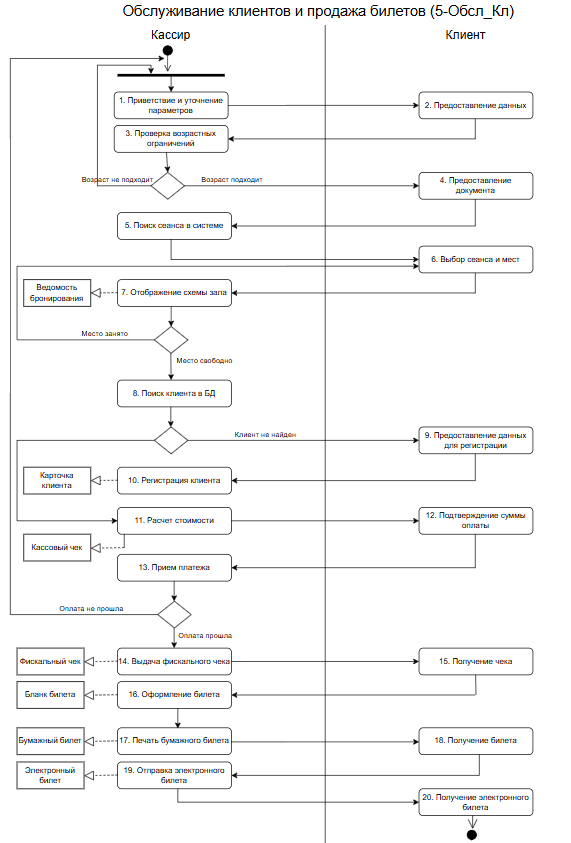 Обслуживание клиентов и продажа билетов (5-Обсл_Кл)
Кассир
Клиент
1. Приветствие и уточнение
параметров
2. Предоставление данных
3. Проверка возрастных
ограничений
Возраст не подходит
Возраст подходит
4. Предоставление
документа
5. Поиск сеанса в системе
6. Выбор сеанса и мест
Ведомость
бронирования
7. Отображение схемы зала
Место занято
Место свободно
8. Поиск клиента в БД
Клиент не найден
9. Предоставление данных
для регистрации
Карточка
клиента
10. Регистрация клиента
11. Расчет стоимости
12. Подтверждение суммы
оплаты
Кассовый чек
13. Прием платежа
Оплата не прошла
Оплата прошла
Фискальный чек
14. Выдача фискального чека
15. Получение чека
Бланк билета
16. Оформление билета
Бумажный билет
17. Печать бумажного билета
18. Получение билета
Электронный
билет
19. Отправка электронного
билета
20. Получение электронного
билета